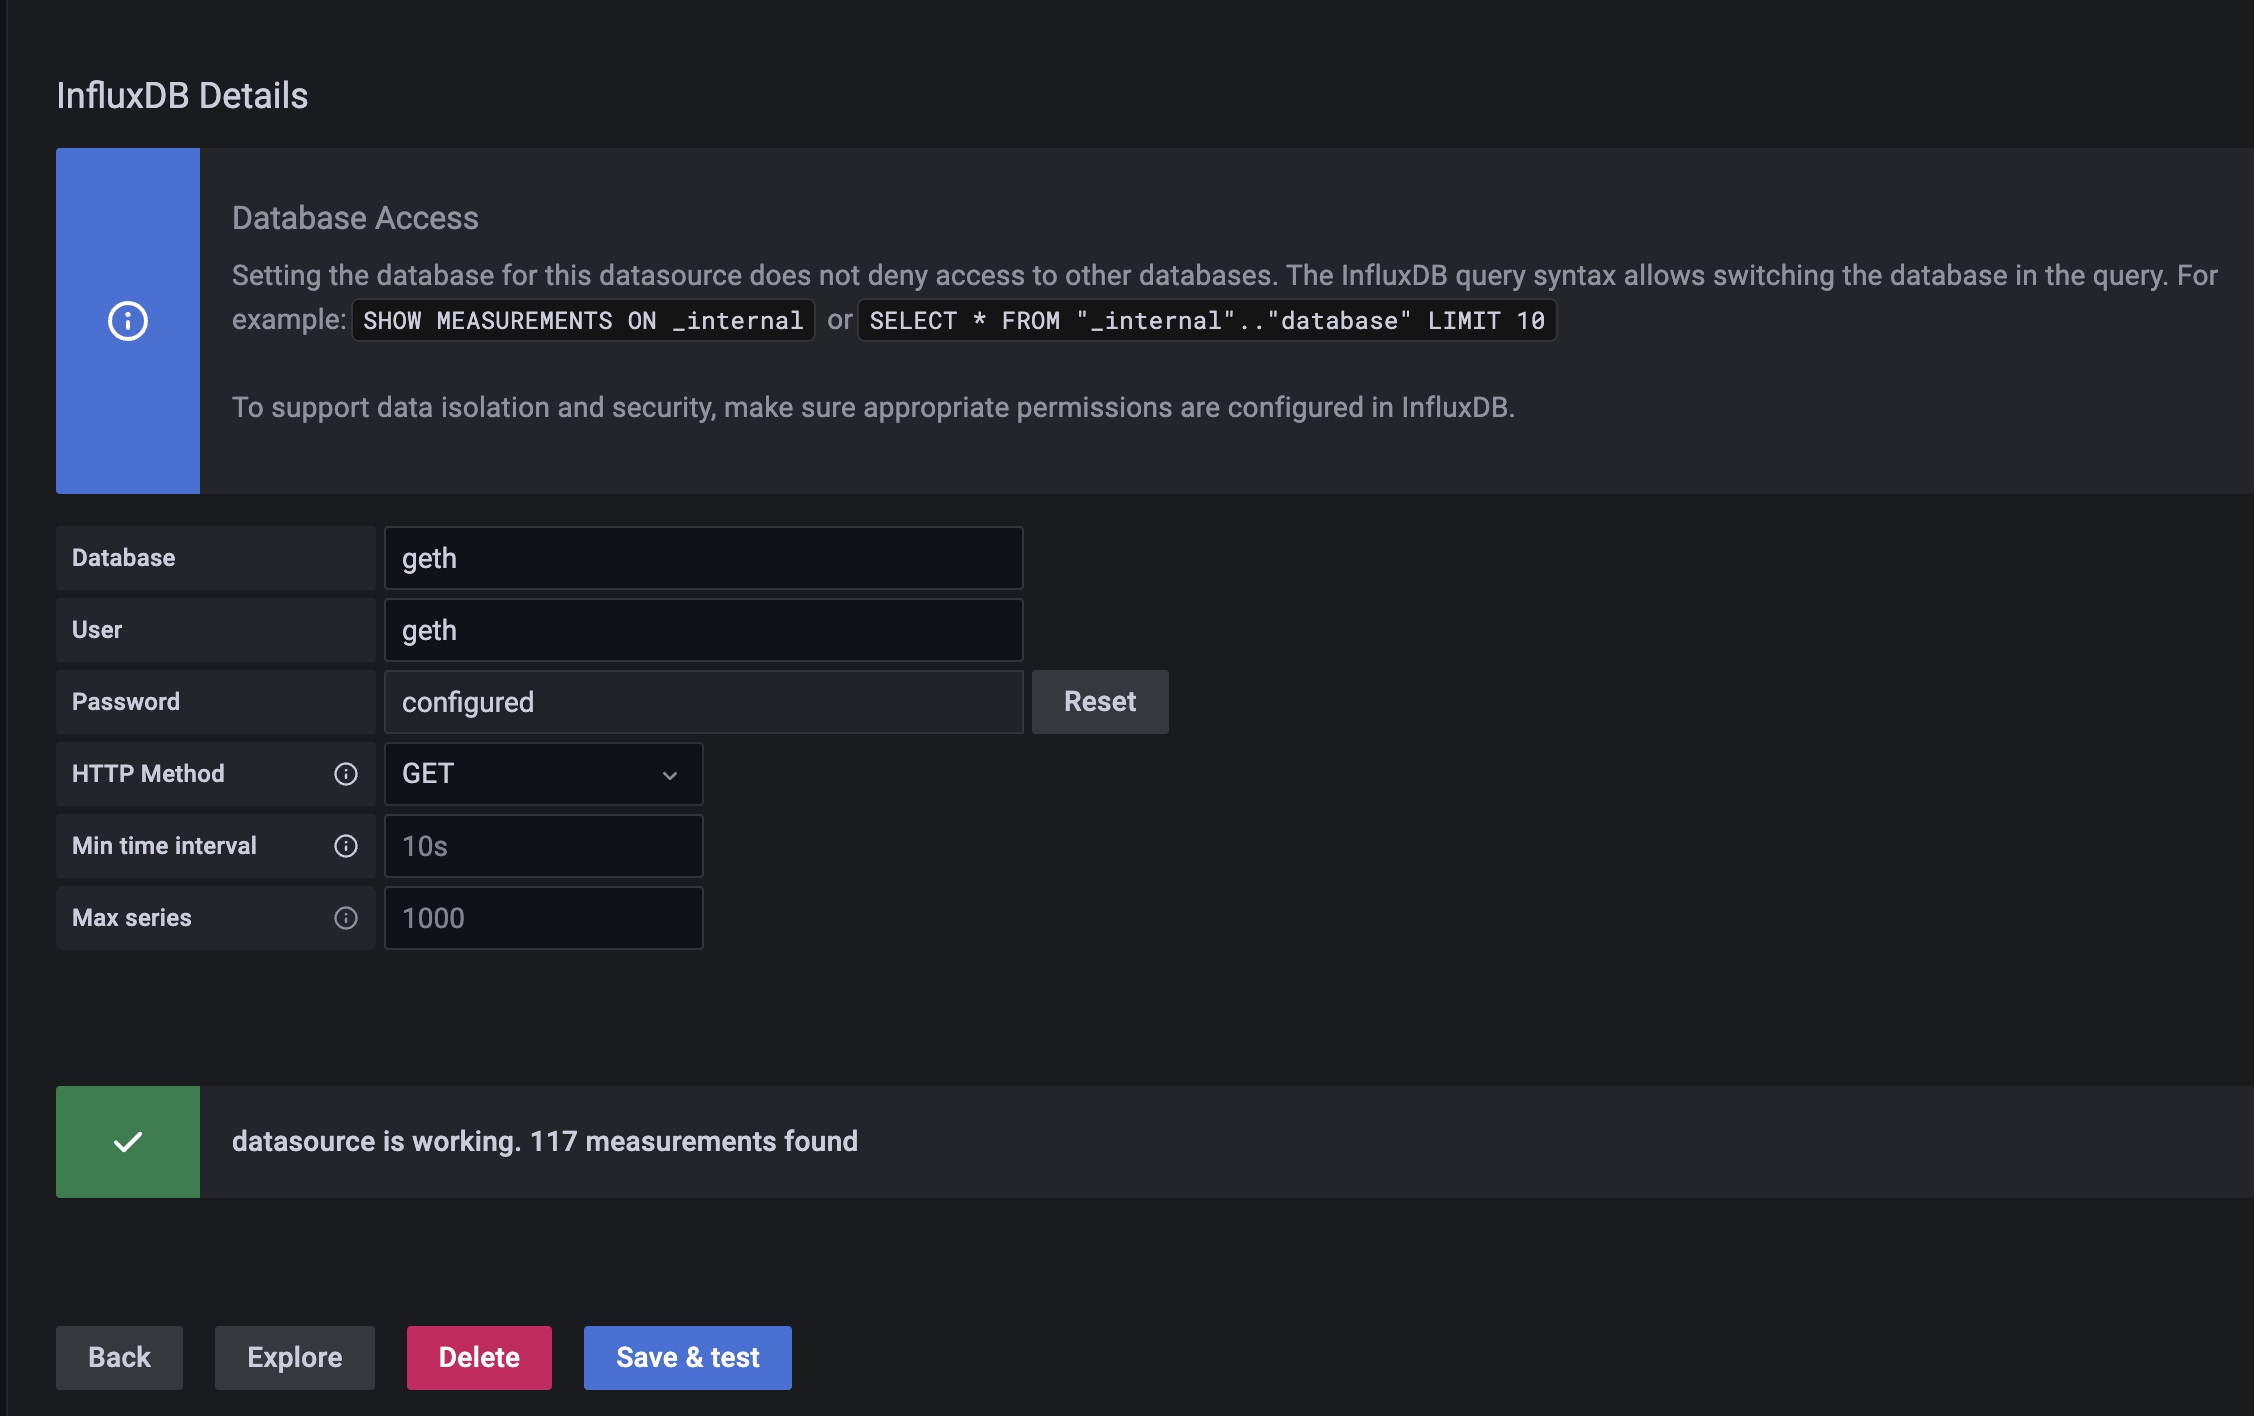 InfluxDB Details
Database Access
Setting the database for this datasource does not deny access to other databases. The InfluxDB query syntax allows switching the database in the query. For
example: SHOW MEASUREMENTS ON _internal or SELECT * FROM "_internal".."database" LIMIT 10
To support data isolation and security, make sure appropriate permissions are configured in InfluxDB.
Database geth
User geth
Password configured Reset
HTTP Method GET
Min time interval 10s
Max series 1000
datasource is working. 117 measurements found
Back Explore Delete Save & test